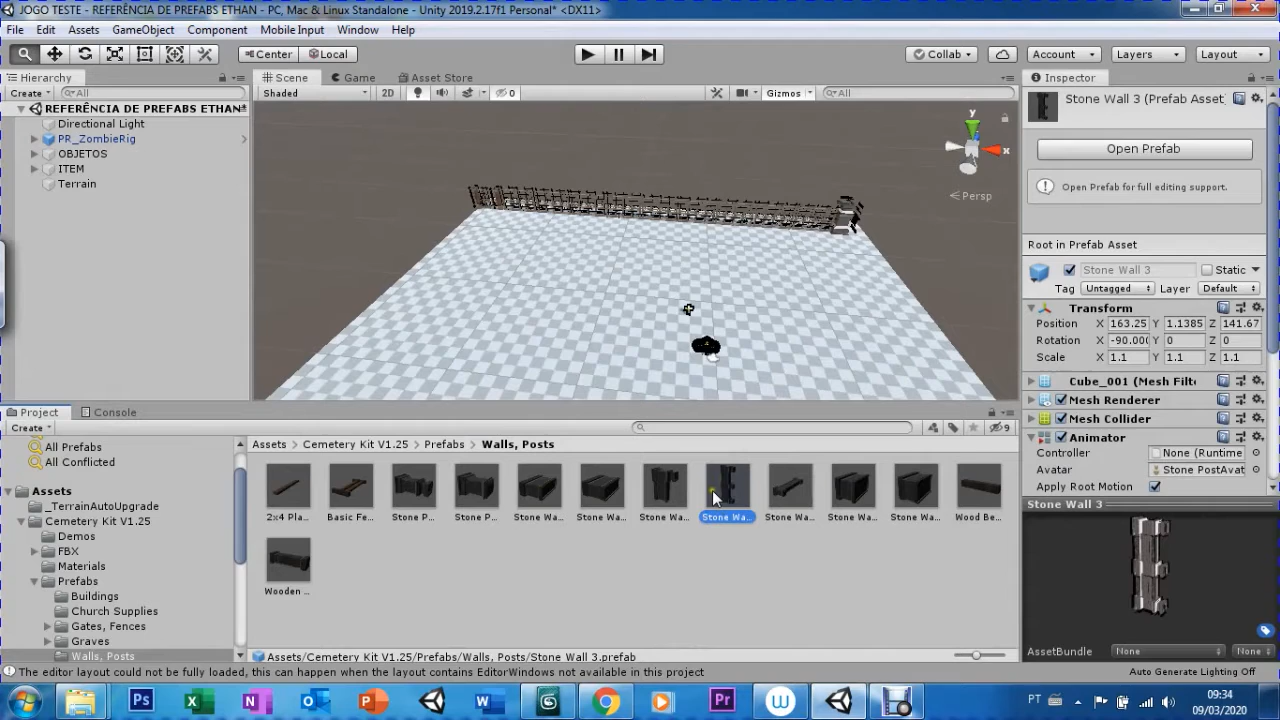 JOGO TESTE - REFERÊNCIA DE PREFABS ETHAN - PC, Mac & Linux Standalone - Unity 2019.2.17f1 Personal* <DX11>
File Edit Assets GameObject Component Mobile Input Window Help
Center Local Collab Account Layers Layout
Hierarchy Scene Game Asset Store Inspector
Create All Shaded 2D 0 Gizmos All
REFERÊNCIA DE PREFABS ETHAN*
Directional Light
PR_ZombieRig
OBJETOS
ITEM
Terrain
y
x
Persp
Stone Wall 3 (Prefab Asset)
Open Prefab
Open Prefab for full editing support.
Root in Prefab Asset
Stone Wall 3 Static
Tag Untagged Layer Default
Transform
Position X 163.25 Y 1.1385 Z 141.67
Rotation X -90.000 Y 0 Z 0
Scale X 1.1 Y 1.1 Z 1.1
Cube_001 (Mesh Filte
Mesh Renderer
Mesh Collider
Animator
Controller None (Runtime
Avatar Stone PostAvat
Apply Root Motion
Stone Wall 3
AssetBundle None None
Project Console
Create 9
All Prefabs
All Conflicted
Assets
_TerrainAutoUpgrade
Cemetery Kit V1.25
Demos
FBX
Materials
Prefabs
Buildings
Church Supplies
Gates, Fences
Graves
Walls, Posts
Assets Cemetery Kit V1.25 Prefabs Walls, Posts
2x4 Pla... Basic Fe... Stone P... Stone P... Stone Wa... Stone Wa... Stone Wa... Stone Wa... Stone Wa... Stone Wa... Stone Wa... Wood Be...
Wooden ...
Assets/Cemetery Kit V1.25/Prefabs/Walls, Posts/Stone Wall 3.prefab
The editor layout could not be fully loaded, this can happen when the layout contains EditorWindows not available in this project
Auto Generate Lighting Off
Ps X N O P W Pr W
PT
09:34
09/03/2020